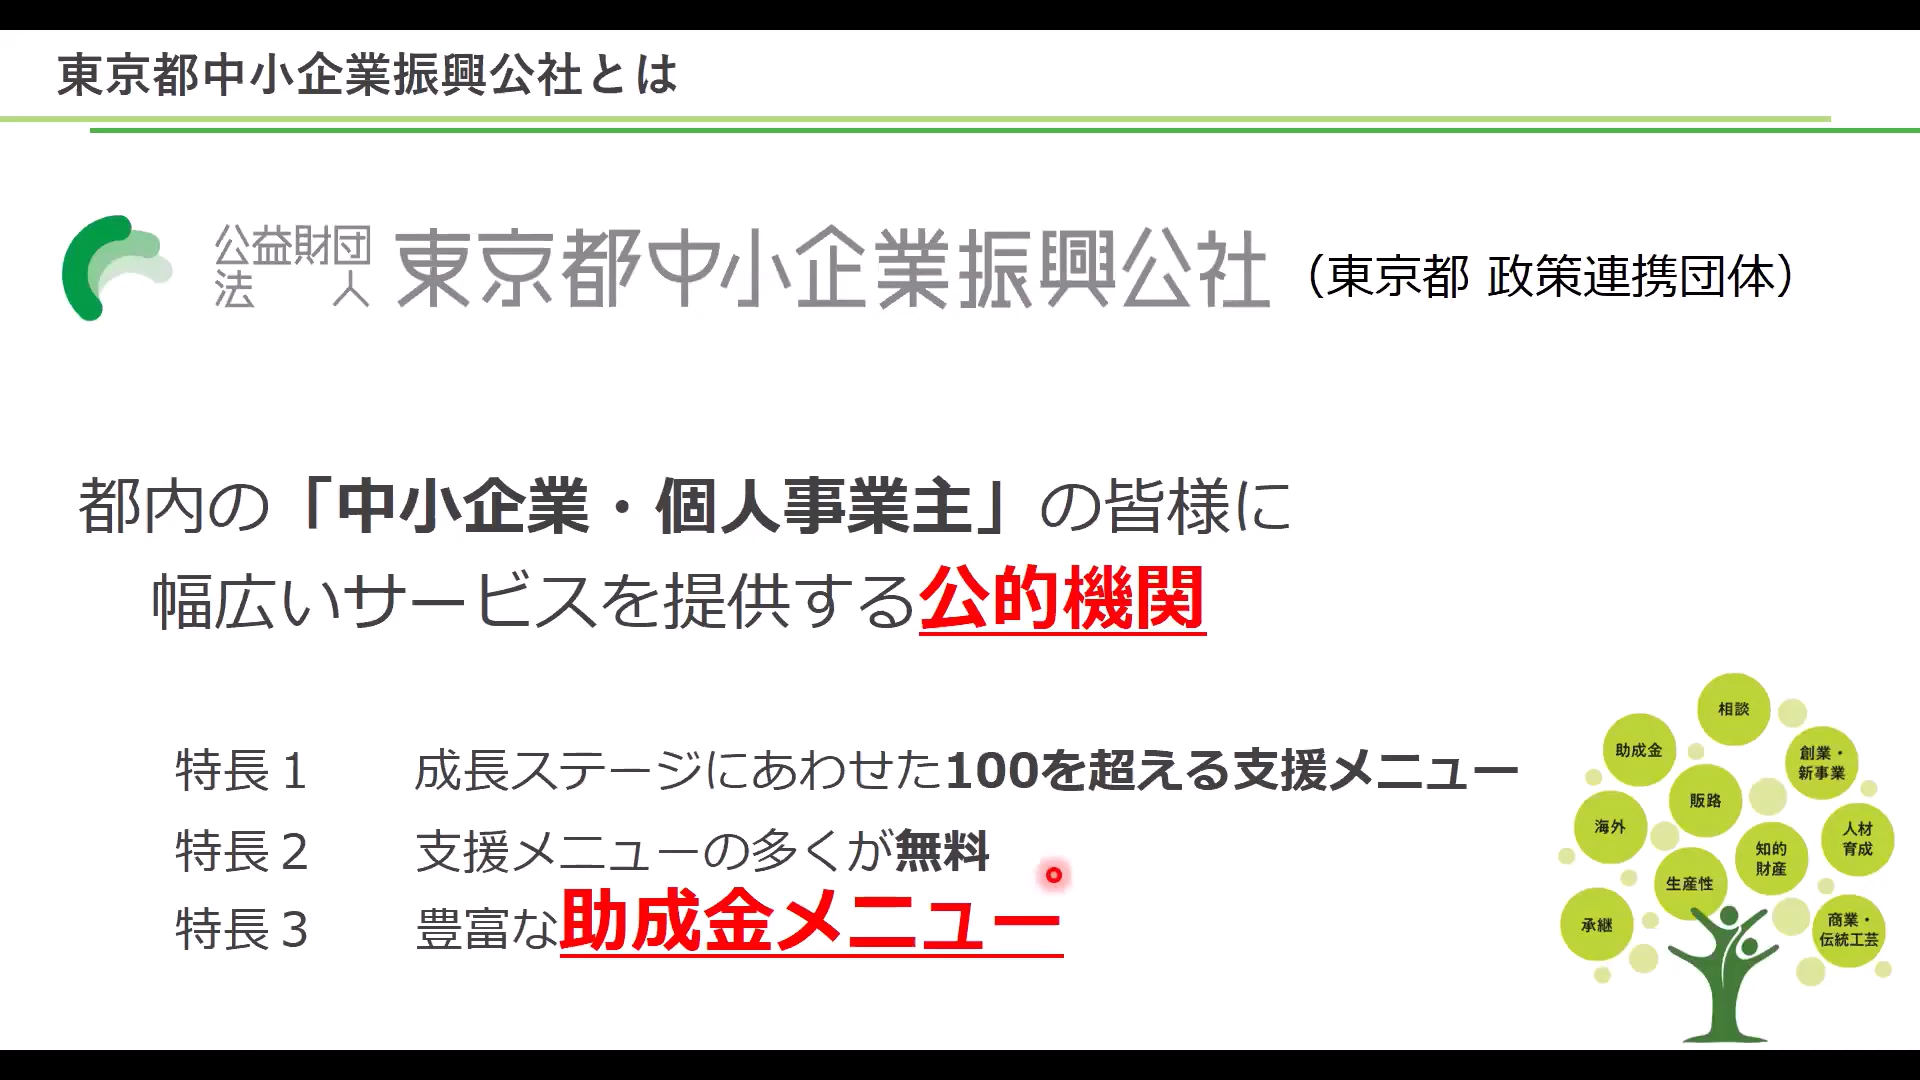 東京都中小企業振興公社とは
公益財団
法人
東京都中小企業振興公社
（東京都 政策連携団体）
都内の「中小企業・個人事業主」の皆様に
幅広いサービスを提供する公的機関
特長１ 成長ステージにあわせた100を超える支援メニュー
特長２ 支援メニューの多くが無料
特長３ 豊富な助成金メニュー
相談
助成金
創業・
新事業
販路
海外
人材
育成
知的
財産
生産性
承継
商業・
伝統工芸